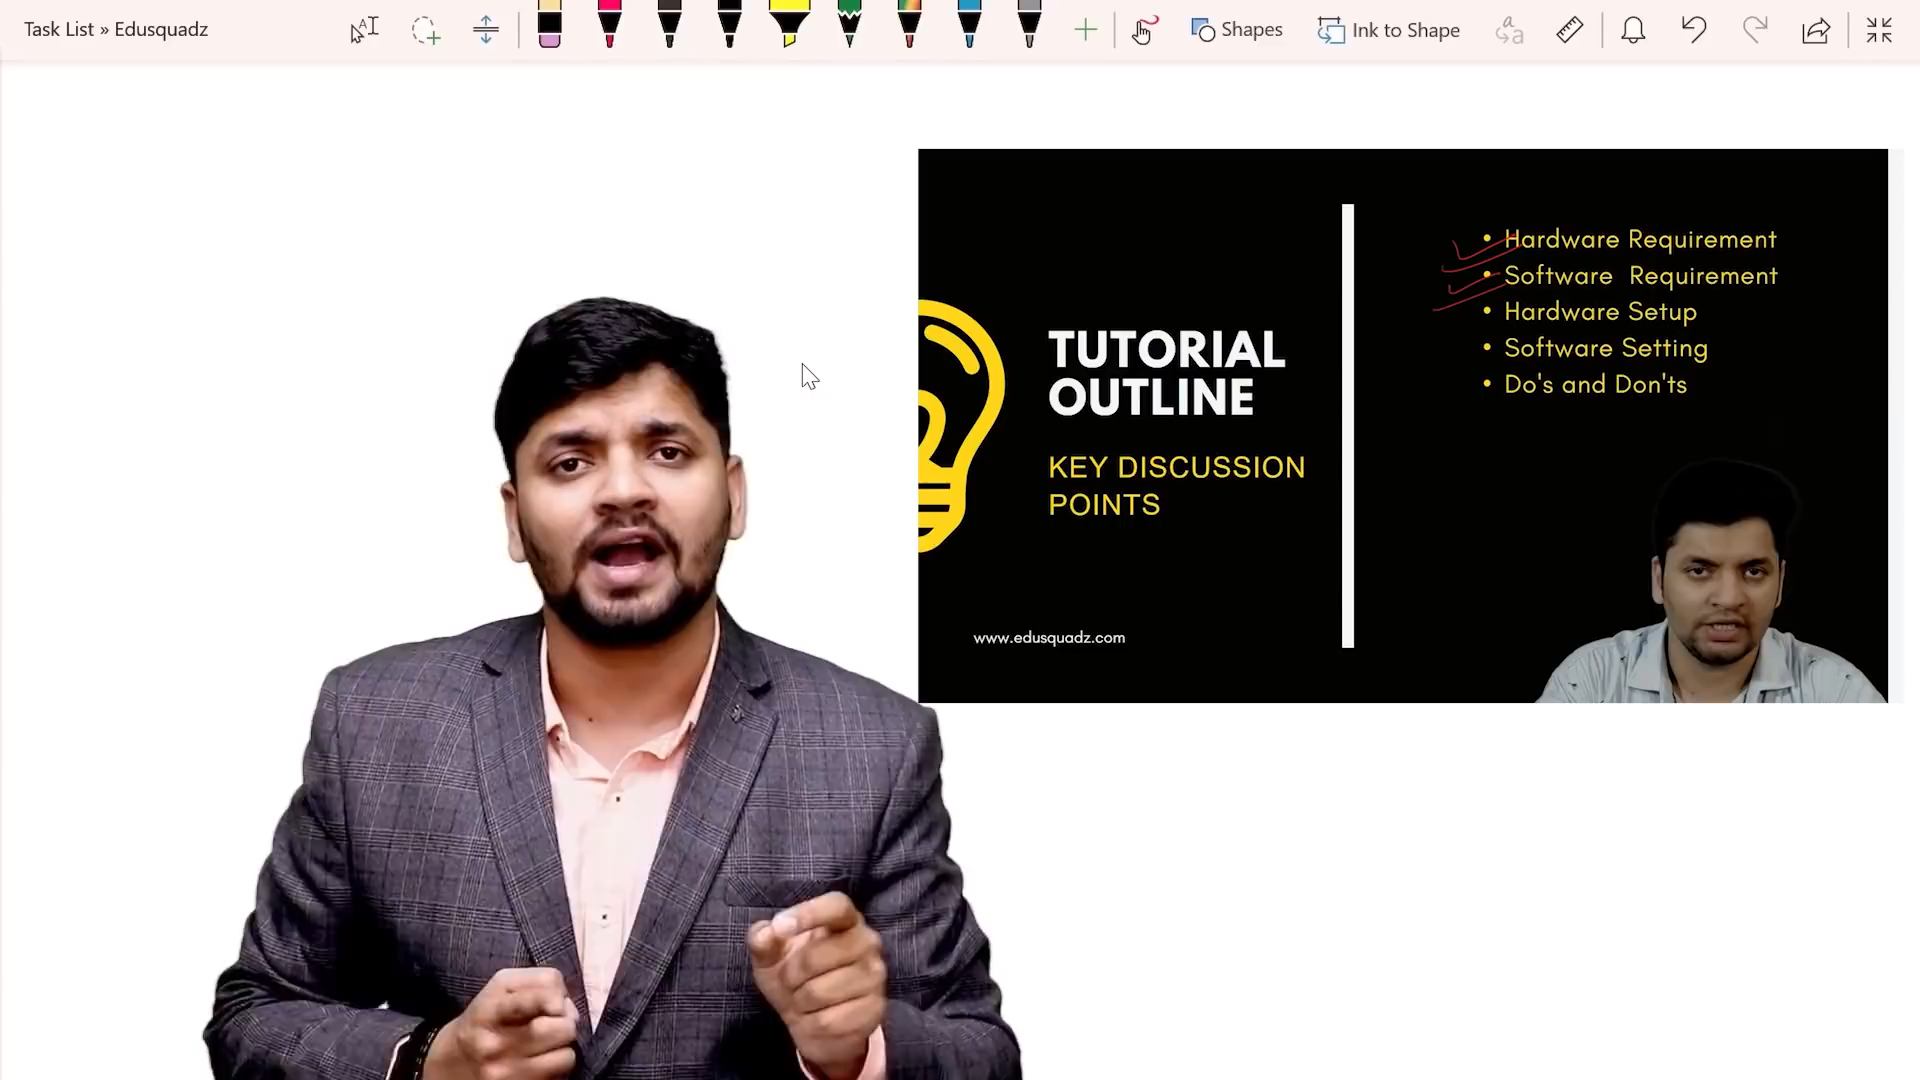 Task List » Edusquadz
Shapes
Ink to Shape
• Hardware Requirement
• Software Requirement
• Hardware Setup
• Software Setting
• Do's and Don'ts
TUTORIAL
OUTLINE
KEY DISCUSSION
POINTS
www.edusquadz.com